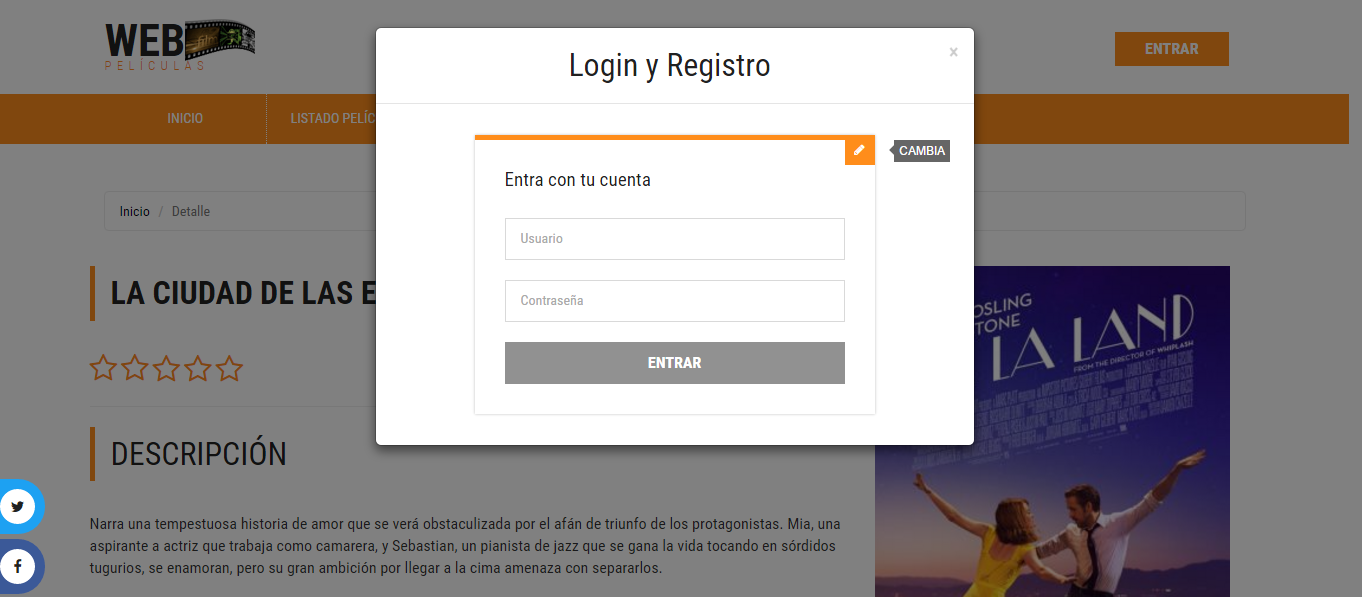 WEB film
PELÍCULAS
ENTRAR
INICIO
LISTADO PELÍC
Login y Registro
×
CAMBIA
Entra con tu cuenta
Usuario
Contraseña
ENTRAR
Inicio / Detalle
LA CIUDAD DE LAS E
DESCRIPCIÓN
Narra una tempestuosa historia de amor que se verá obstaculizada por el afán de triunfo de los protagonistas. Mia, una
aspirante a actriz que trabaja como camarera, y Sebastian, un pianista de jazz que se gana la vida tocando en sórdidos
tugurios, se enamoran, pero su gran ambición por llegar a la cima amenaza con separarlos.
OSLING
TONE
LA LAND
FROM THE DIRECTOR OF WHIPLASH